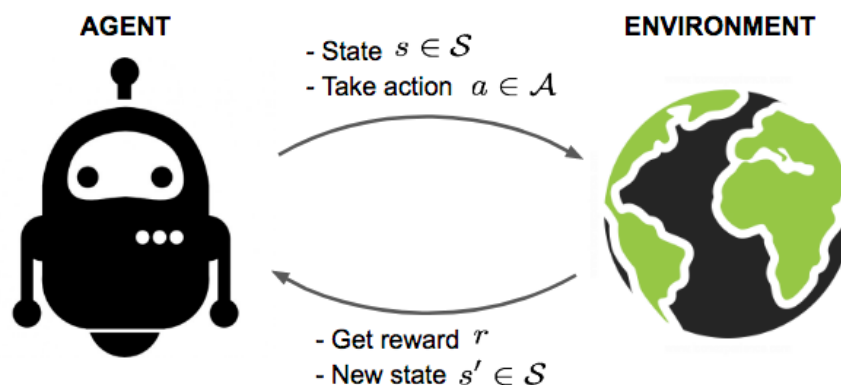 AGENT
ENVIRONMENT
- State s ∈ 𝒮
- Take action a ∈ 𝒜
- Get reward r
- New state s′ ∈ 𝒮